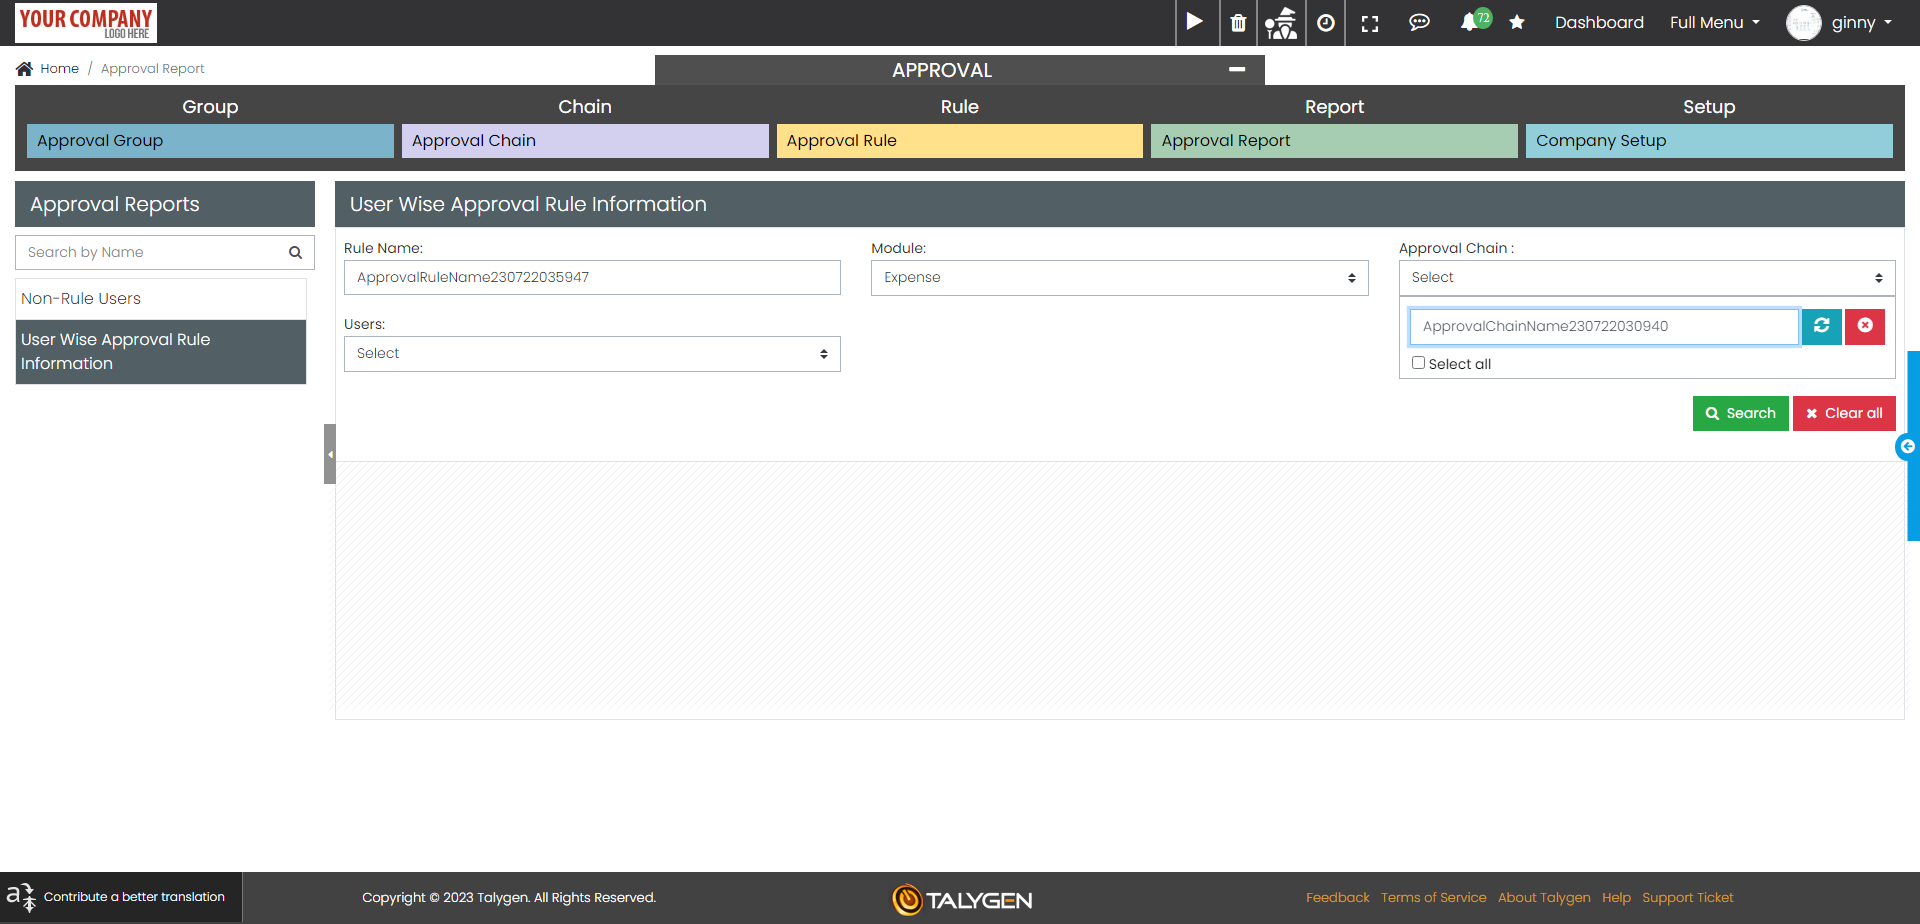 YOUR COMPANY
LOGO HERE
72
Dashboard
Full Menu
ginny
Home / Approval Report
APPROVAL
Group
Chain
Rule
Report
Setup
Approval Group
Approval Chain
Approval Rule
Approval Report
Company Setup
Approval Reports
Search by Name
Non-Rule Users
User Wise Approval Rule
Information
User Wise Approval Rule Information
Rule Name:
Module:
Approval Chain :
ApprovalRuleName230722035947
Expense
Select
Users:
Select
ApprovalChainName230722030940
Select all
Search
Clear all
Contribute a better translation
Copyright © 2023 Talygen. All Rights Reserved.
TALYGEN
Feedback
Terms of Service
About Talygen
Help
Support Ticket